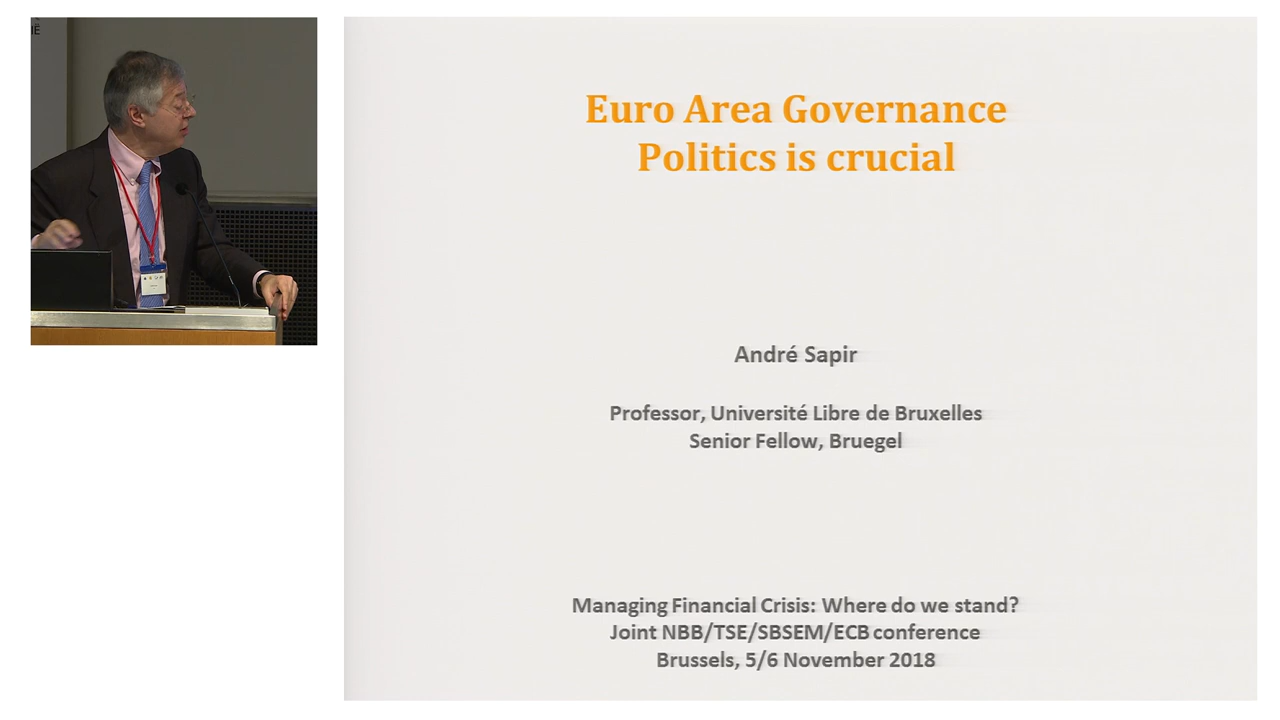 IË
Euro Area Governance
Politics is crucial
André Sapir
Professor, Université Libre de Bruxelles
Senior Fellow, Bruegel
Managing Financial Crisis: Where do we stand?
Joint NBB/TSE/SBSEM/ECB conference
Brussels, 5/6 November 2018